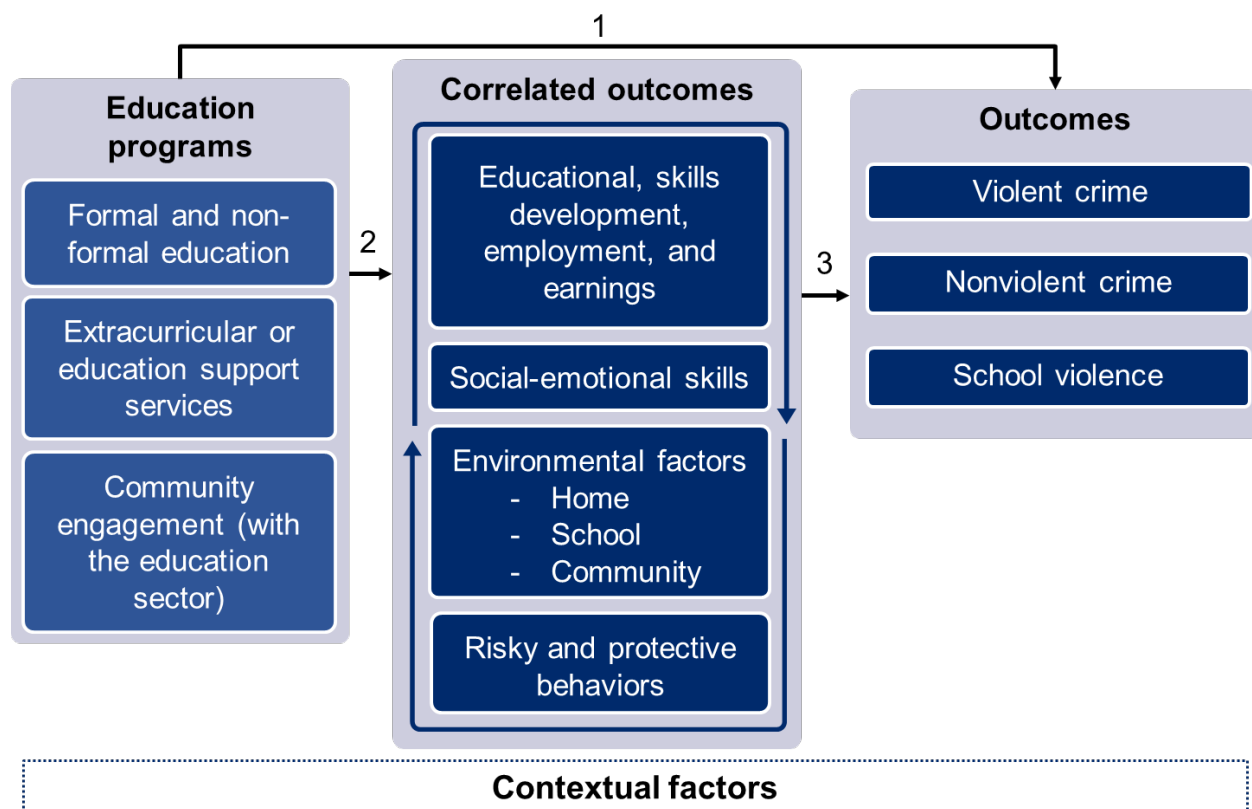 1
Education
programs
Formal and non-
formal education
Extracurricular or
education support
services
Community
engagement (with
the education
sector)
2
Correlated outcomes
Educational, skills
development,
employment, and
earnings
Social-emotional skills
Environmental factors
- Home
- School
- Community
Risky and protective
behaviors
3
Outcomes
Violent crime
Nonviolent crime
School violence
Contextual factors